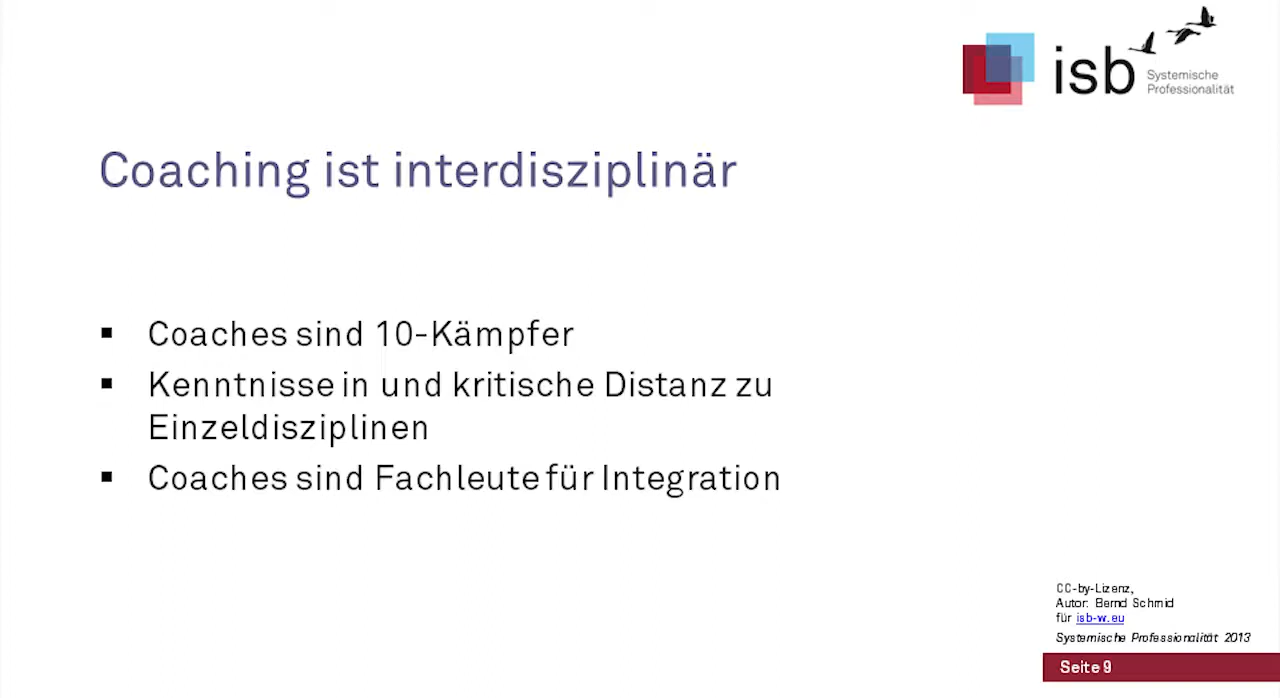 isb
Systemische
Professionalität
Coaching ist interdisziplinär
▪ Coaches sind 10-Kämpfer
▪ Kenntnisse in und kritische Distanz zu
Einzeldisziplinen
▪ Coaches sind Fachleute für Integration
CC-by-Lizenz,
Autor: Bernd Schmid
für isb-w.eu
Systemische Professionalität 2013
Seite 9